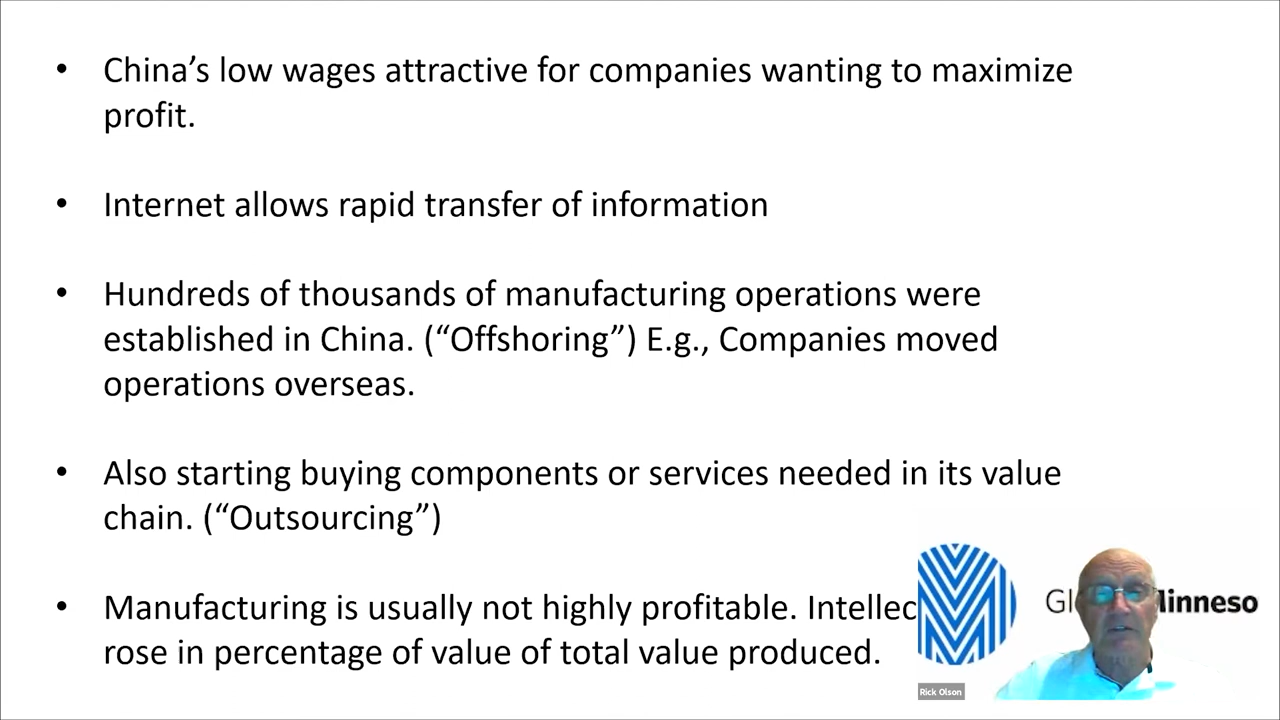 • China’s low wages attractive for companies wanting to maximize
profit.
• Internet allows rapid transfer of information
• Hundreds of thousands of manufacturing operations were
established in China. (“Offshoring”) E.g., Companies moved
operations overseas.
• Also starting buying components or services needed in its value
chain. (“Outsourcing”)
• Manufacturing is usually not highly profitable.
rose in percentage of value of total value produced.
Rick Olson